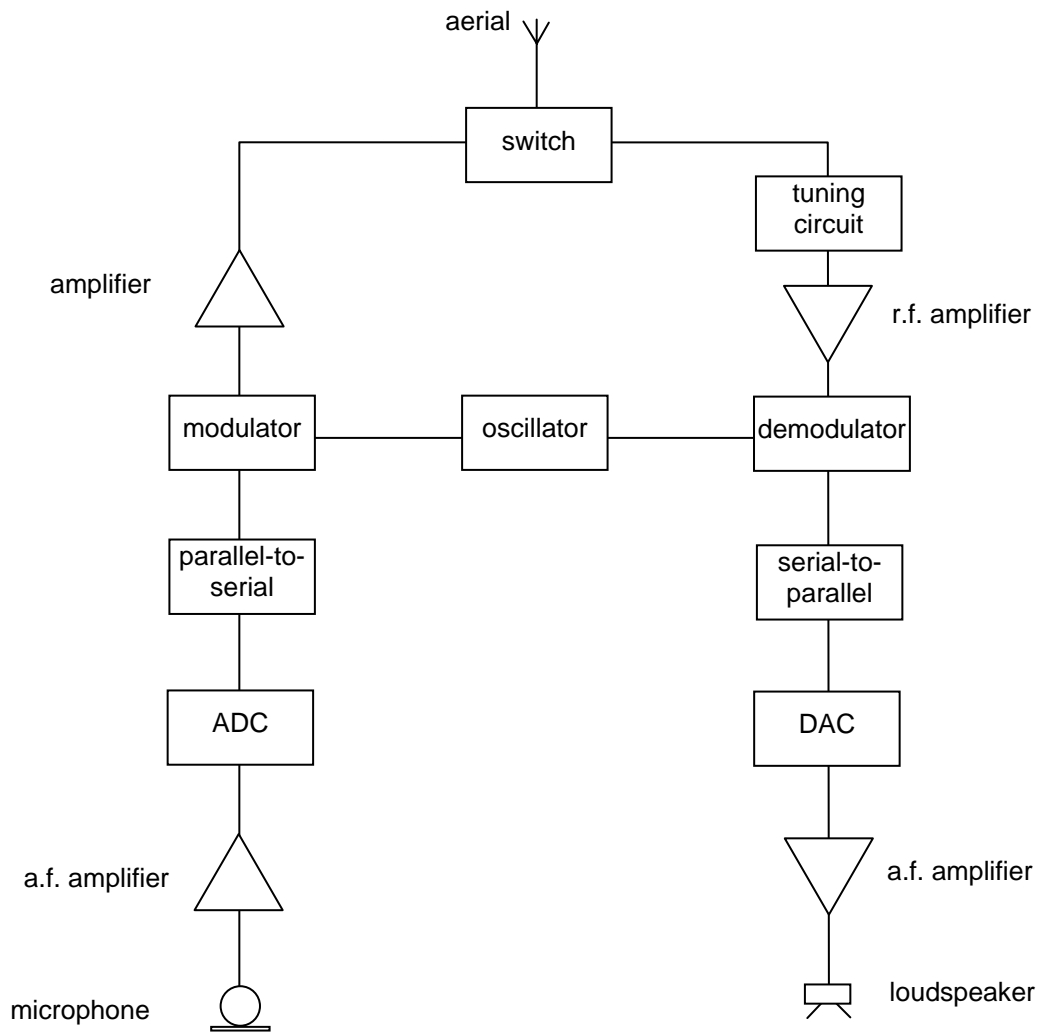 aerial
switch
tuning
circuit
amplifier
r.f. amplifier
modulator
oscillator
demodulator
parallel-to-
serial
serial-to-
parallel
ADC
DAC
a.f. amplifier
a.f. amplifier
microphone
loudspeaker